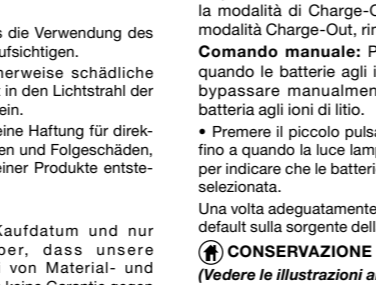 s die Verwendung des
ufsichtigen.
nerweise schädliche
t in den Lichtstrahl der
ein.
eine Haftung für direk-
en und Folgeschäden,
einer Produkte entste-
Kaufdatum und nur
ber, dass unsere
von Material- und
la modalità di Charge-O
modalità Charge-Out, rin
Comando manuale: P
quando le batterie agli i
bypassare manualmen
batteria agli ioni di litio.
• Premere il piccolo pulsa
fino a quando la luce lamp
per indicare che le batterie
selezionata.
Una volta adeguatamente
default sulla sorgente dell
CONSERVAZIONE
(Vedere le illustrazioni a